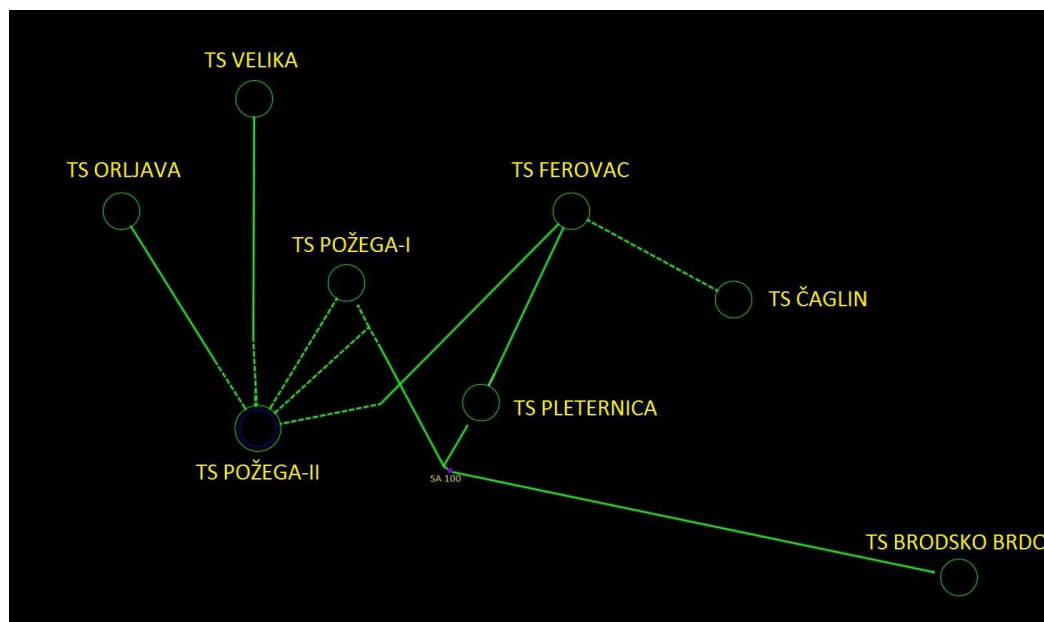 TS VELIKA
TS ORLJAVA
TS FEROVAC
TS POŽEGA-I
TS ČAGLIN
TS PLETERNICA
TS POŽEGA-II
SA 100
TS BRODSKO BRDO